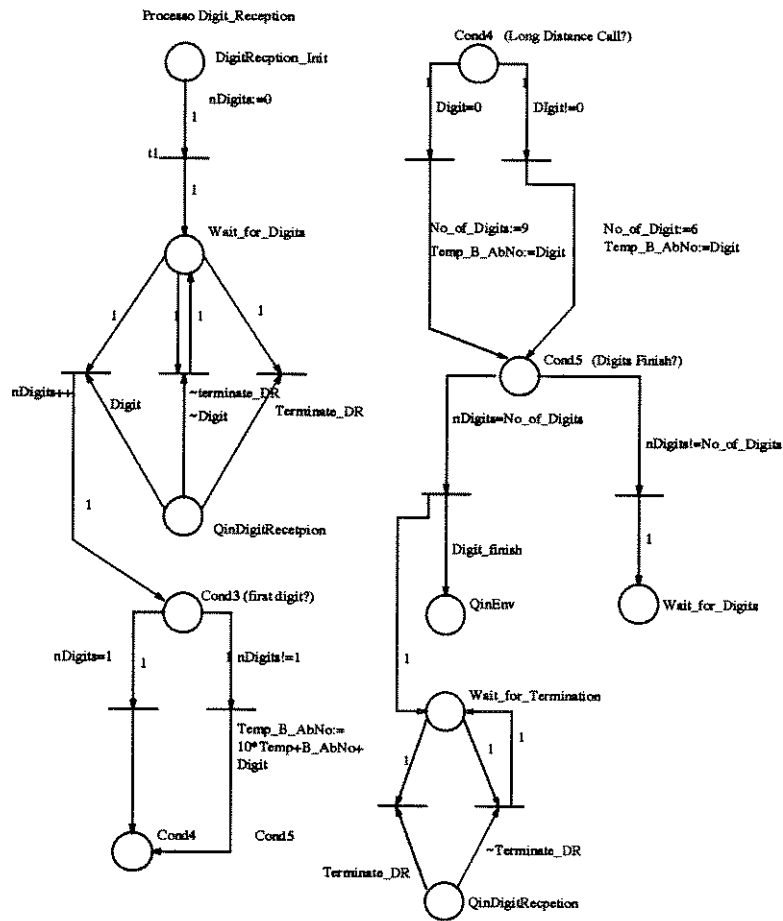 Processo Digit_Reception
DigitRecption_Init
nDigits:=0
1
t1
1
Wait_for_Digits
1
1
1
1
nDigits++
Digit
~terminate_DR
~Digit
Terminate_DR
1
QinDigitRecetpion
Cond3 (first digit?)
nDigits=1
1
1
nDigits!=1
Temp_B_AbNo:=
10*Temp+B_AbNo+
Digit
Cond4
Cond5
Cond4 (Long Distance Call?)
1
1
Digit=0
DIgit!=0
No_of_Digits:=9
Temp_B_AbNo:=Digit
No_of_Digit:=6
Temp_B_AbNo:=Digit
Cond5 (Digits Finish?)
nDigits=No_of_Digits
nDigits!=No_of_Digits
Digit_finish
1
QinEnv
Wait_for_Digits
1
Wait_for_Termination
1
1
1
Terminate_DR
~Terminate_DR
QinDigitRecpetion